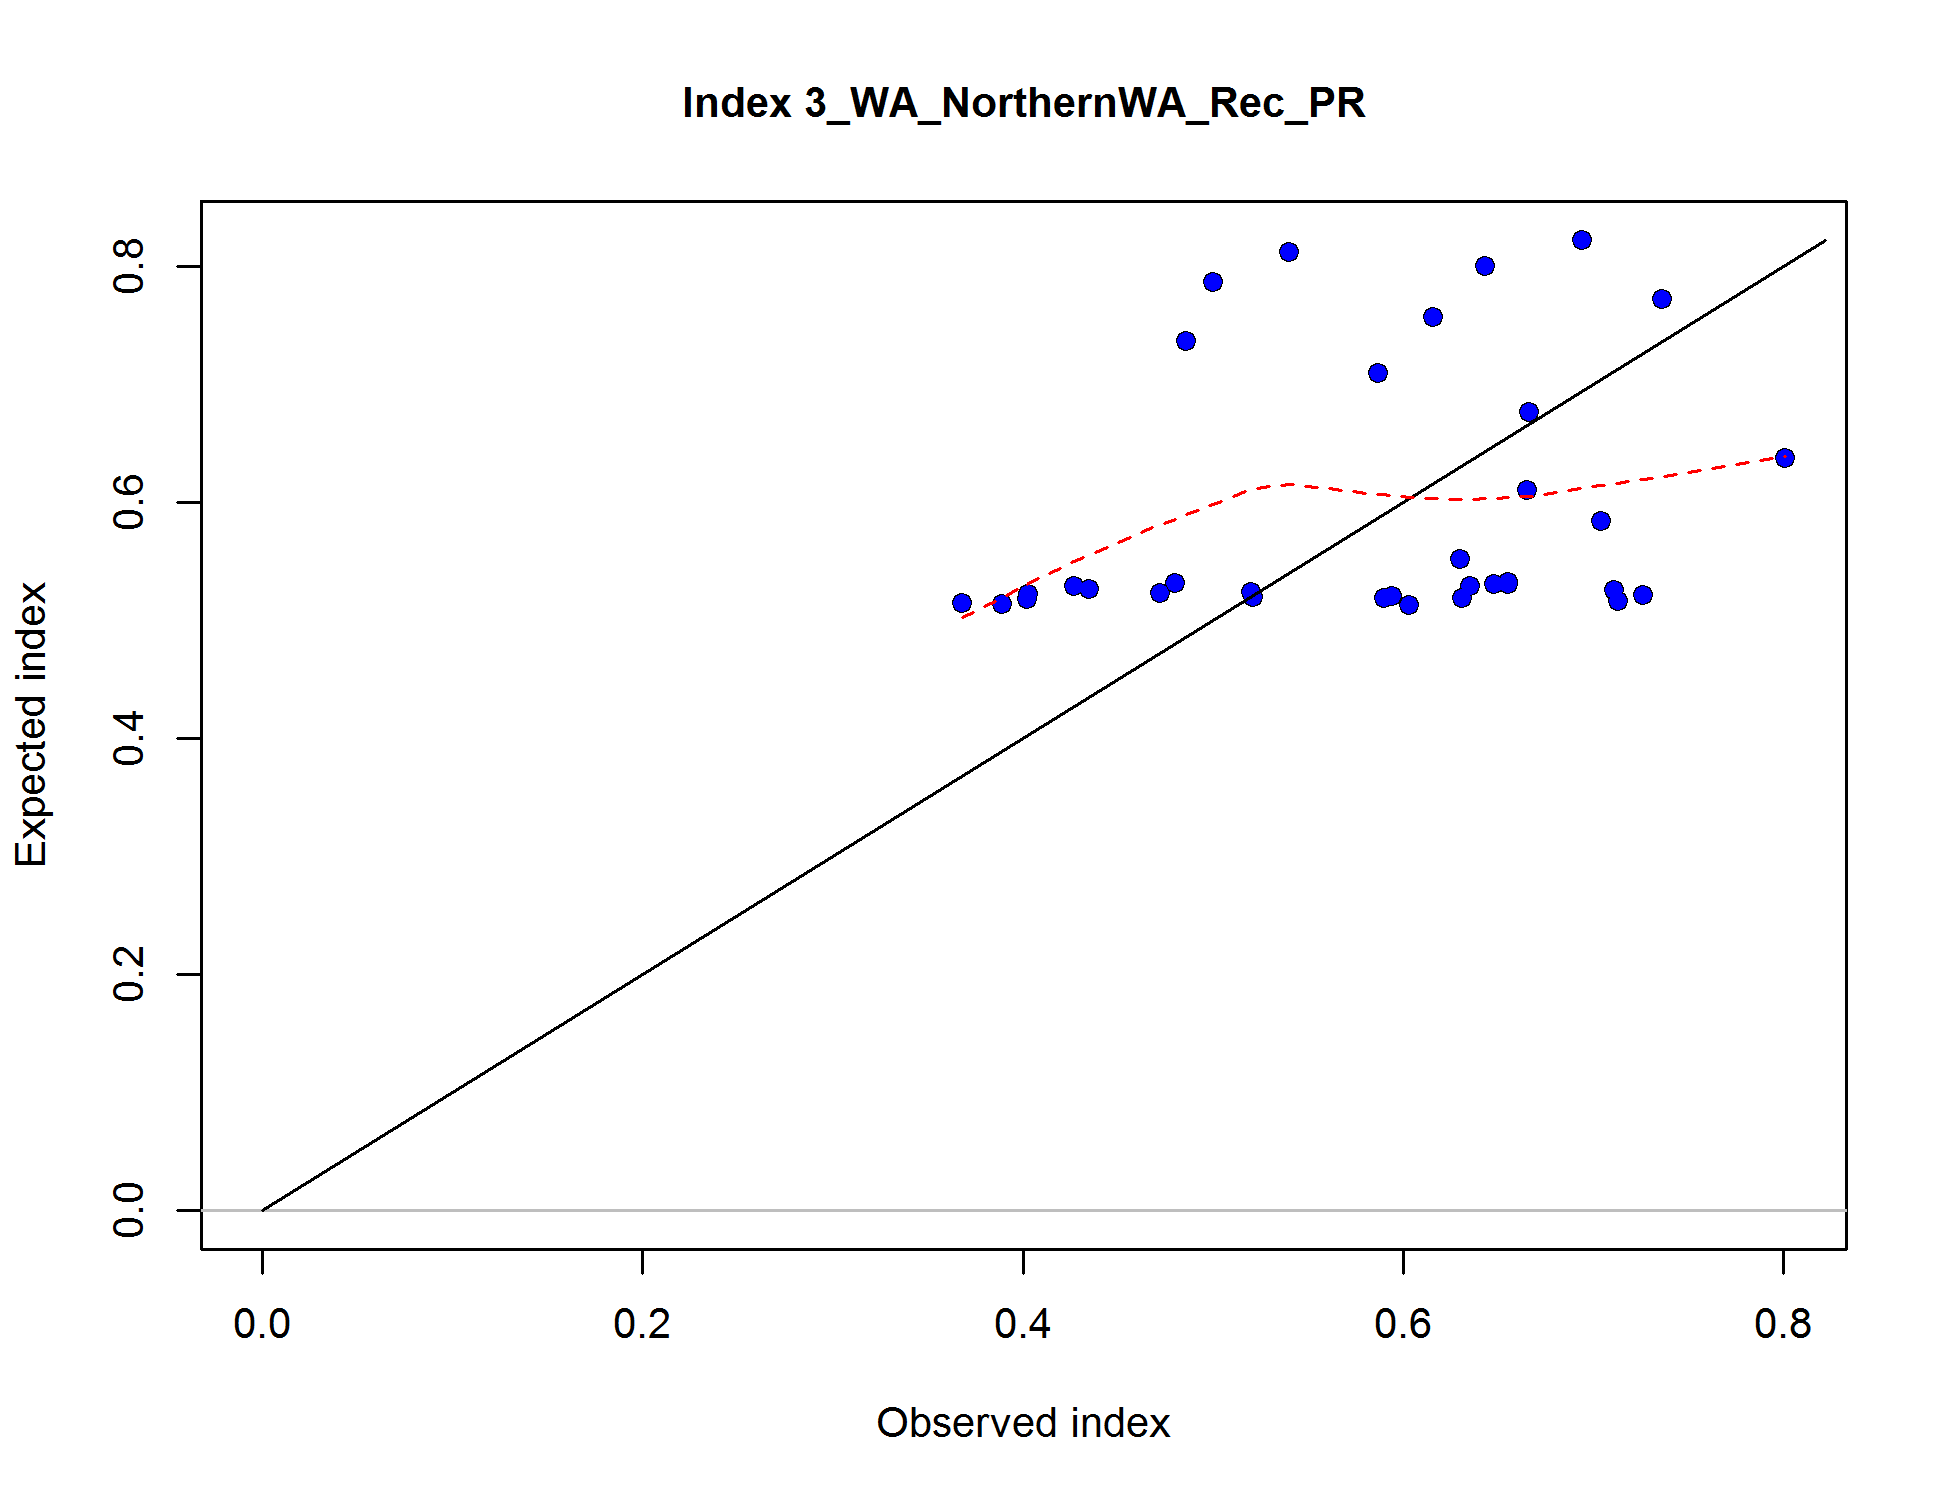 Index 3_WA_NorthernWA_Rec_PR
Expected index
0.8
0.6
0.4
0.2
0.0
0.0 0.2 0.4 0.6 0.8
Observed index